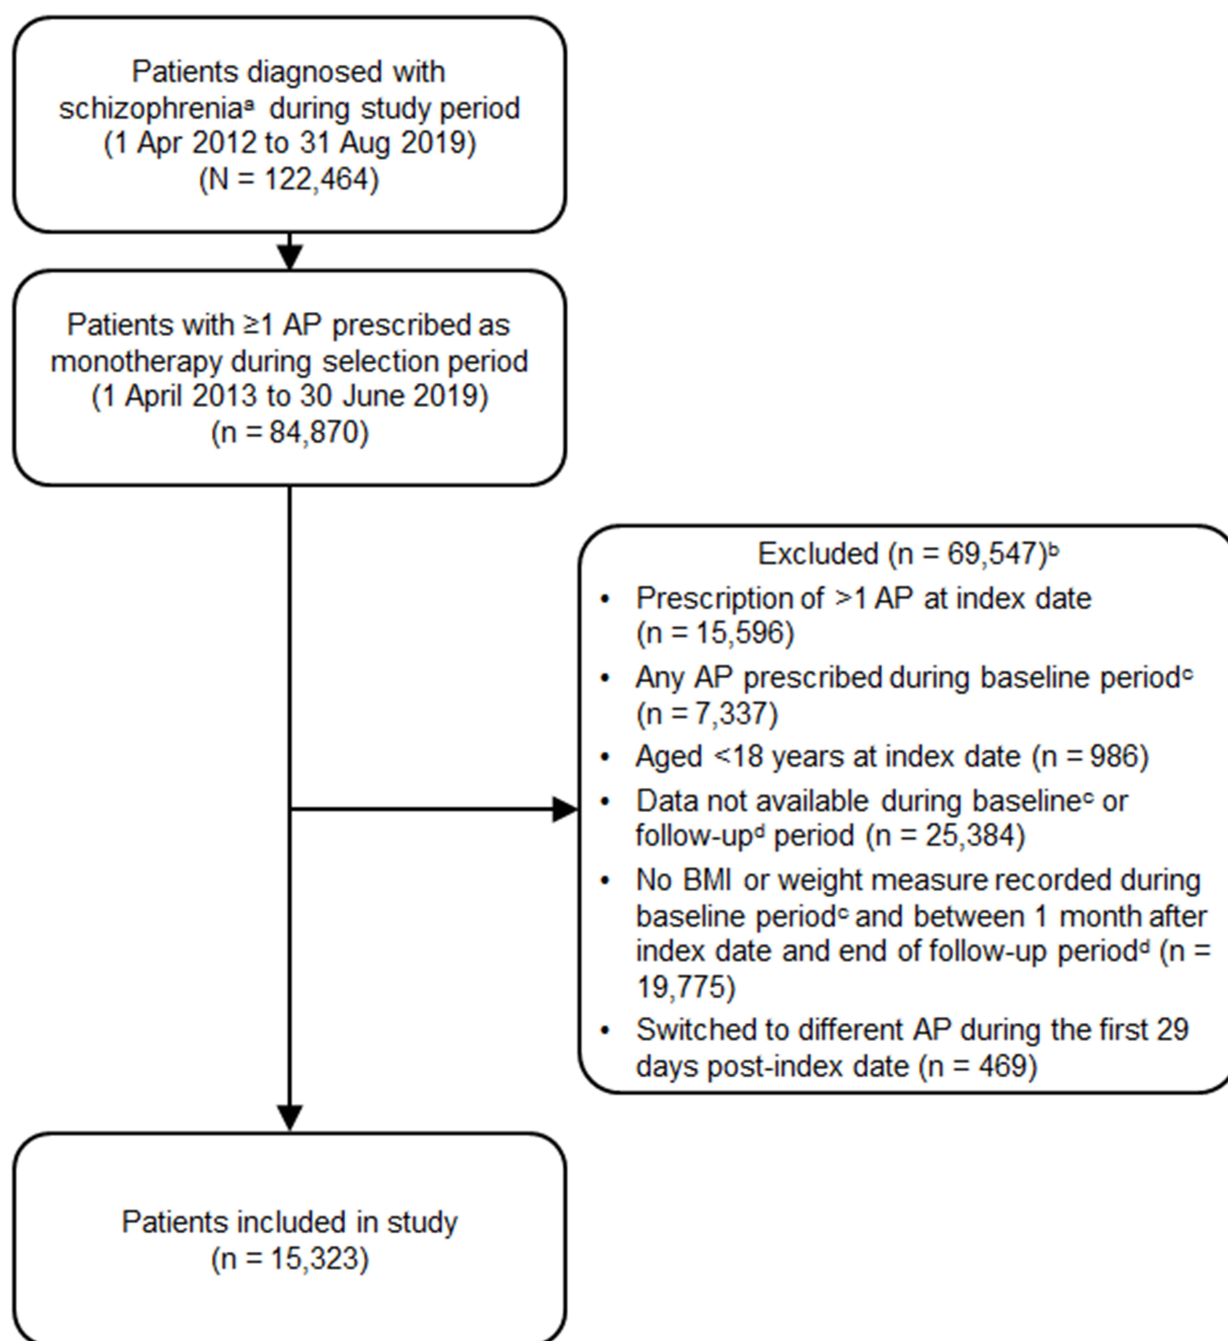 Patients diagnosed with
schizophreniaᵃ during study period
(1 Apr 2012 to 31 Aug 2019)
(N = 122,464)
Patients with ≥1 AP prescribed as
monotherapy during selection period
(1 April 2013 to 30 June 2019)
(n = 84,870)
Excluded (n = 69,547)ᵇ
• Prescription of >1 AP at index date
(n = 15,596)
• Any AP prescribed during baseline periodᶜ
(n = 7,337)
• Aged <18 years at index date (n = 986)
• Data not available during baselineᶜ or
follow-upᵈ period (n = 25,384)
• No BMI or weight measure recorded during
baseline periodᶜ and between 1 month after
index date and end of follow-up periodᵈ (n =
19,775)
• Switched to different AP during the first 29
days post-index date (n = 469)
Patients included in study
(n = 15,323)